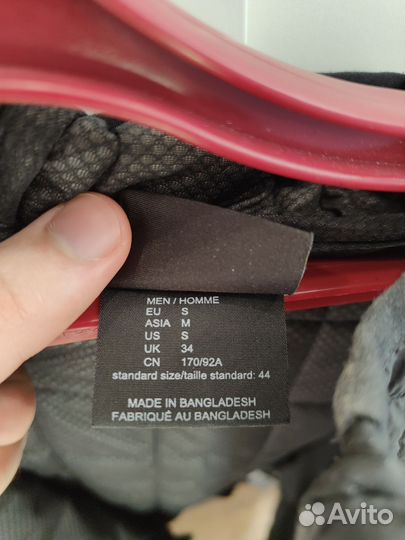 MEN / HOMME
EU S
ASIA M
US S
UK 34
CN 170/92A
standard size/taille standard: 44
MADE IN BANGLADESH
FABRIQUÉ AU BANGLADESH
Avito